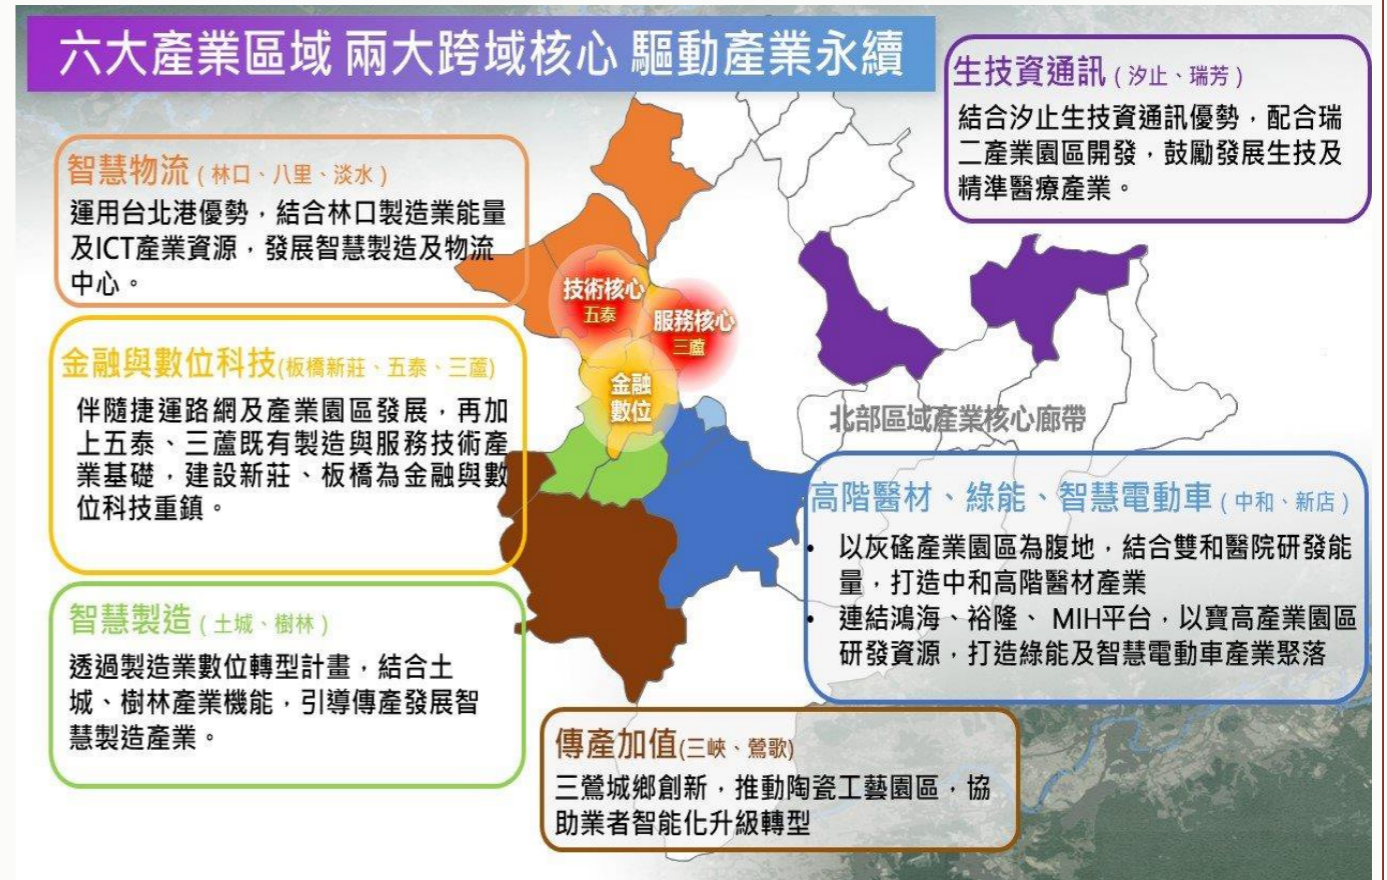 六大產業區域 兩大跨域核心 驅動產業永續
生技資通訊(汐止、瑞芳)
結合汐止生技資通訊優勢，配合瑞
二產業園區開發，鼓勵發展生技及
精準醫療產業。
智慧物流(林口、八里、淡水)
運用台北港優勢，結合林口製造業能量
及ICT產業資源，發展智慧製造及物流
中心。
技術核心
五泰
服務核心
三蘆
金融
數位
北部區域產業核心廊帶
金融與數位科技(板橋新莊、五泰、三蘆)
伴隨捷運路網及產業園區發展，再加
上五泰、三蘆既有製造與服務技術產
業基礎，建設新莊、板橋為金融與數
位科技重鎮。
高階醫材、綠能、智慧電動車(中和、新店)
• 以灰磘產業園區為腹地，結合雙和醫院研發能
量，打造中和高階醫材產業
• 連結鴻海、裕隆、 MIH平台，以寶高產業園區
研發資源，打造綠能及智慧電動車產業聚落
智慧製造(土城、樹林)
透過製造業數位轉型計畫，結合土
城、樹林產業機能，引導傳產發展智
慧製造產業。
傳產加值(三峽、鶯歌)
三鶯城鄉創新，推動陶瓷工藝園區，協
助業者智能化升級轉型